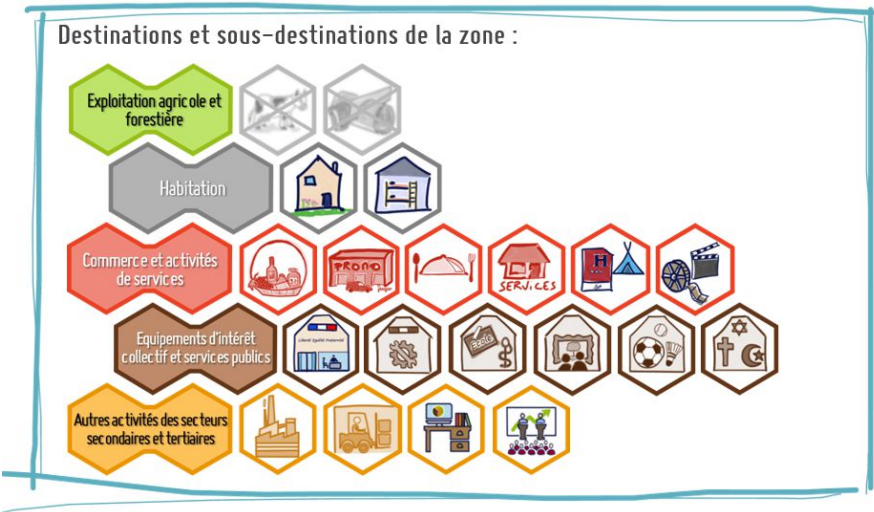 Destinations et sous-destinations de la zone :
Exploitation agricole et
forestière
Habitation
Commerce et activités
de services
PROMO
SERVICES
H
Equipements d'intérêt
collectif et services publics
Liberté Egalité Fraternité
ECOLE
Autres activités des secteurs
secondaires et tertiaires